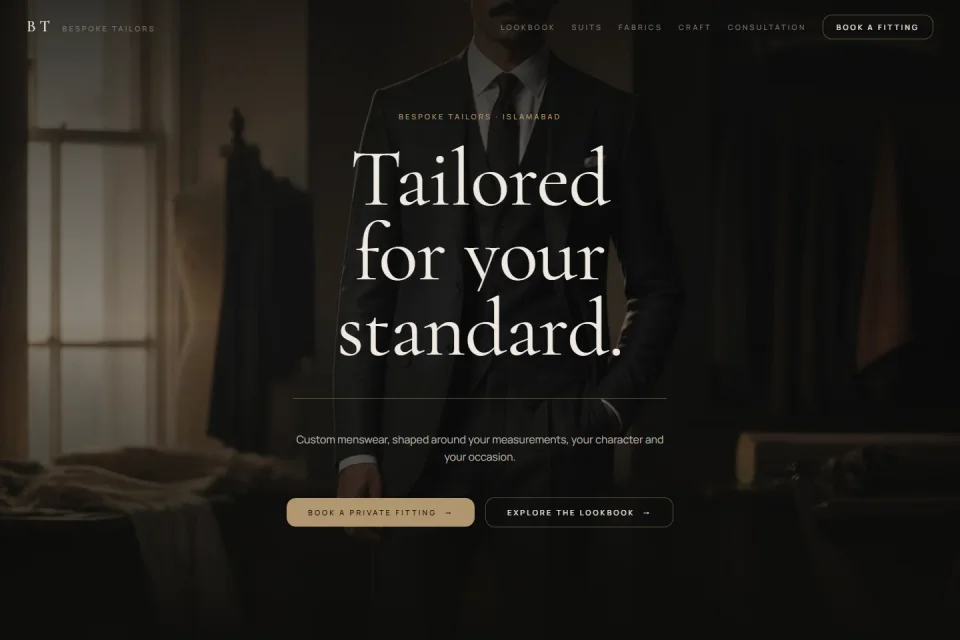 BT BESPOKE TAILORS
LOOKBOOK SUITS FABRICS CRAFT CONSULTATION BOOK A FITTING
BESPOKE TAILORS · ISLAMABAD
Tailored
for your
standard.
Custom menswear, shaped around your measurements, your character and
your occasion.
BOOK A PRIVATE FITTING →
EXPLORE THE LOOKBOOK →